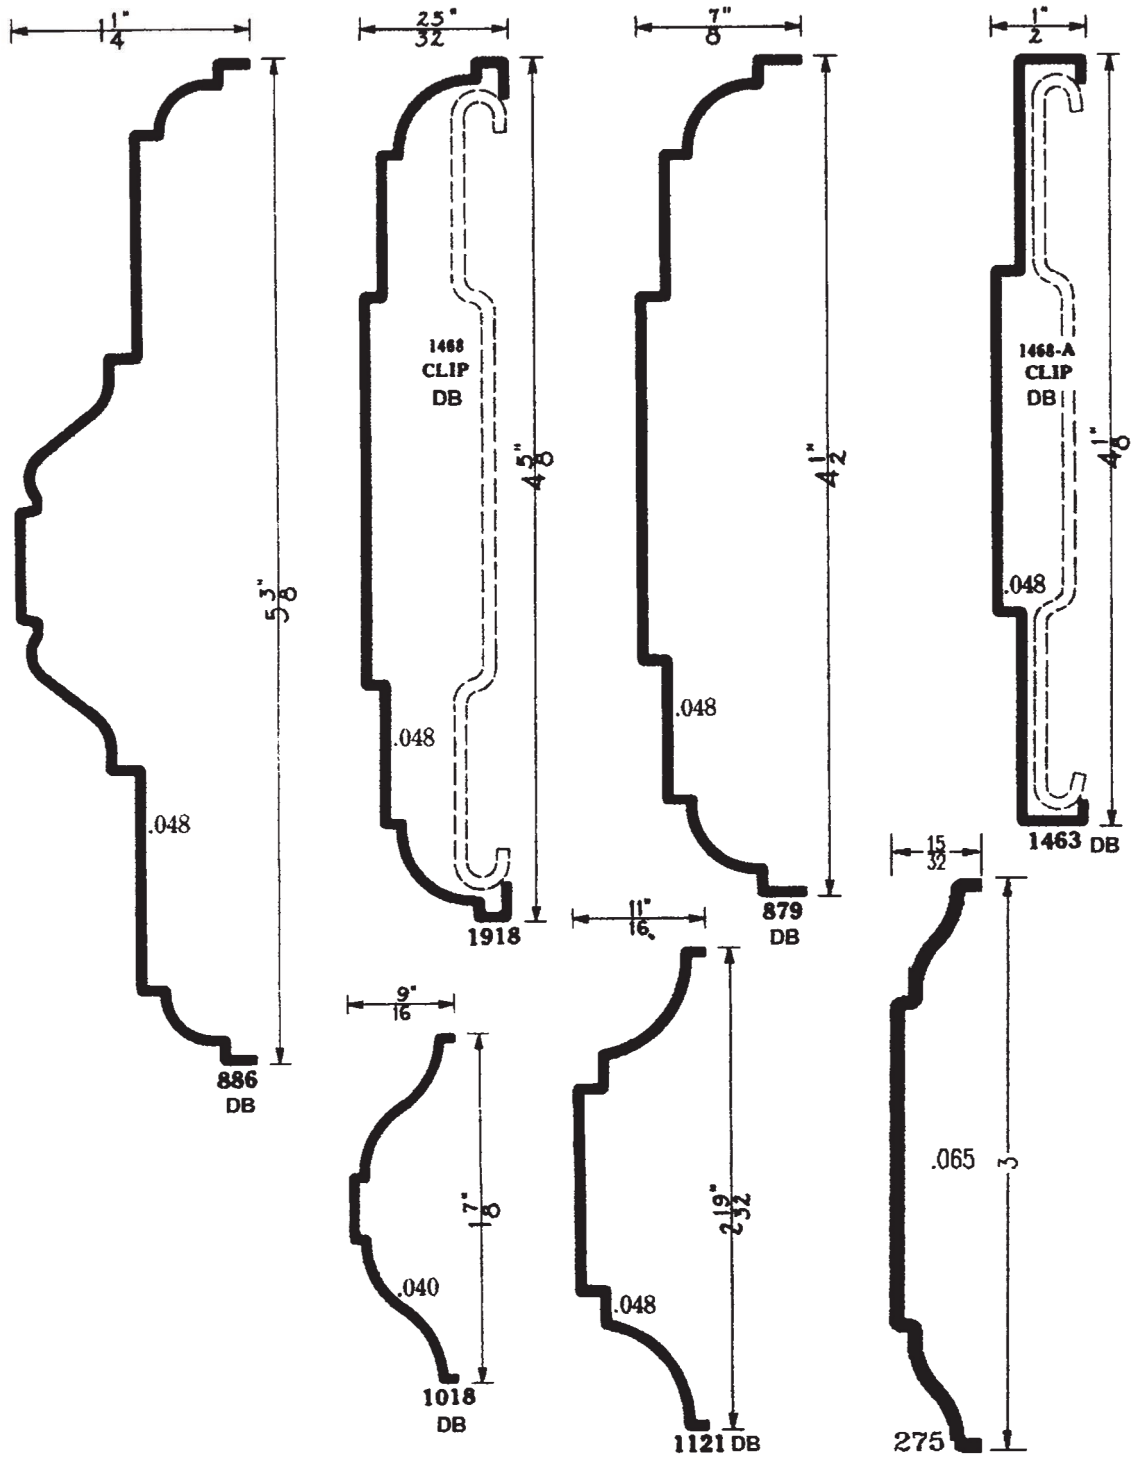 1 1/4"
25/32"
7/8"
1/2"
1468
CLIP
DB
1468-A
CLIP
DB
5 3/8"
4 5/8"
4 1/2"
4 1/8"
.048
.048
.048
.048
886
DB
1918
879
DB
1463 DB
9/16"
11/16"
15/32
1 7/8"
2 19/32"
3
.040
.048
.065
1018
DB
1121 DB
275